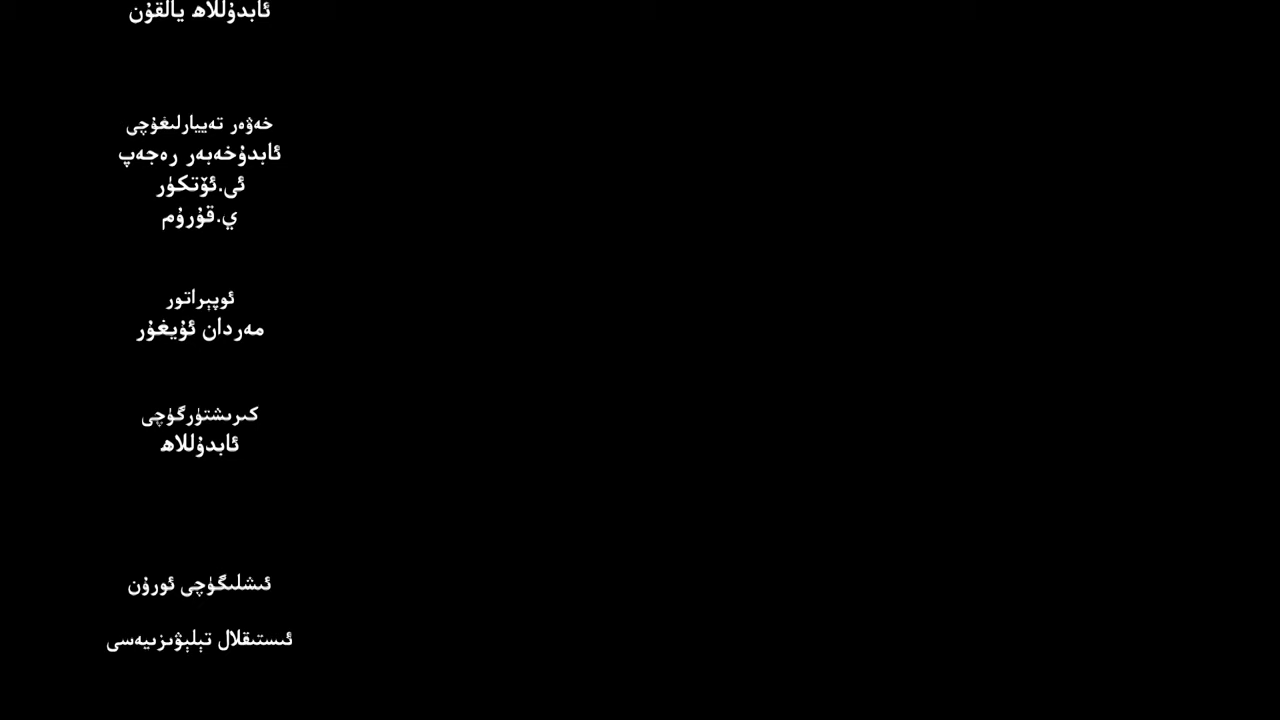 ئابدۇللاھ يالقۇن
خەۋەر تەييارلىغۇچى
ئابدۇخەبەر رەجەپ
ئى.ئۆتكۈر
ي.قۇرۇم
ئوپېراتور
مەردان ئۇيغۇر
كىرىشتۈرگۈچى
ئابدۇللاھ
ئىشلىگۈچى ئورۇن
ئىستىقلال تېلېۋىزىيەسى